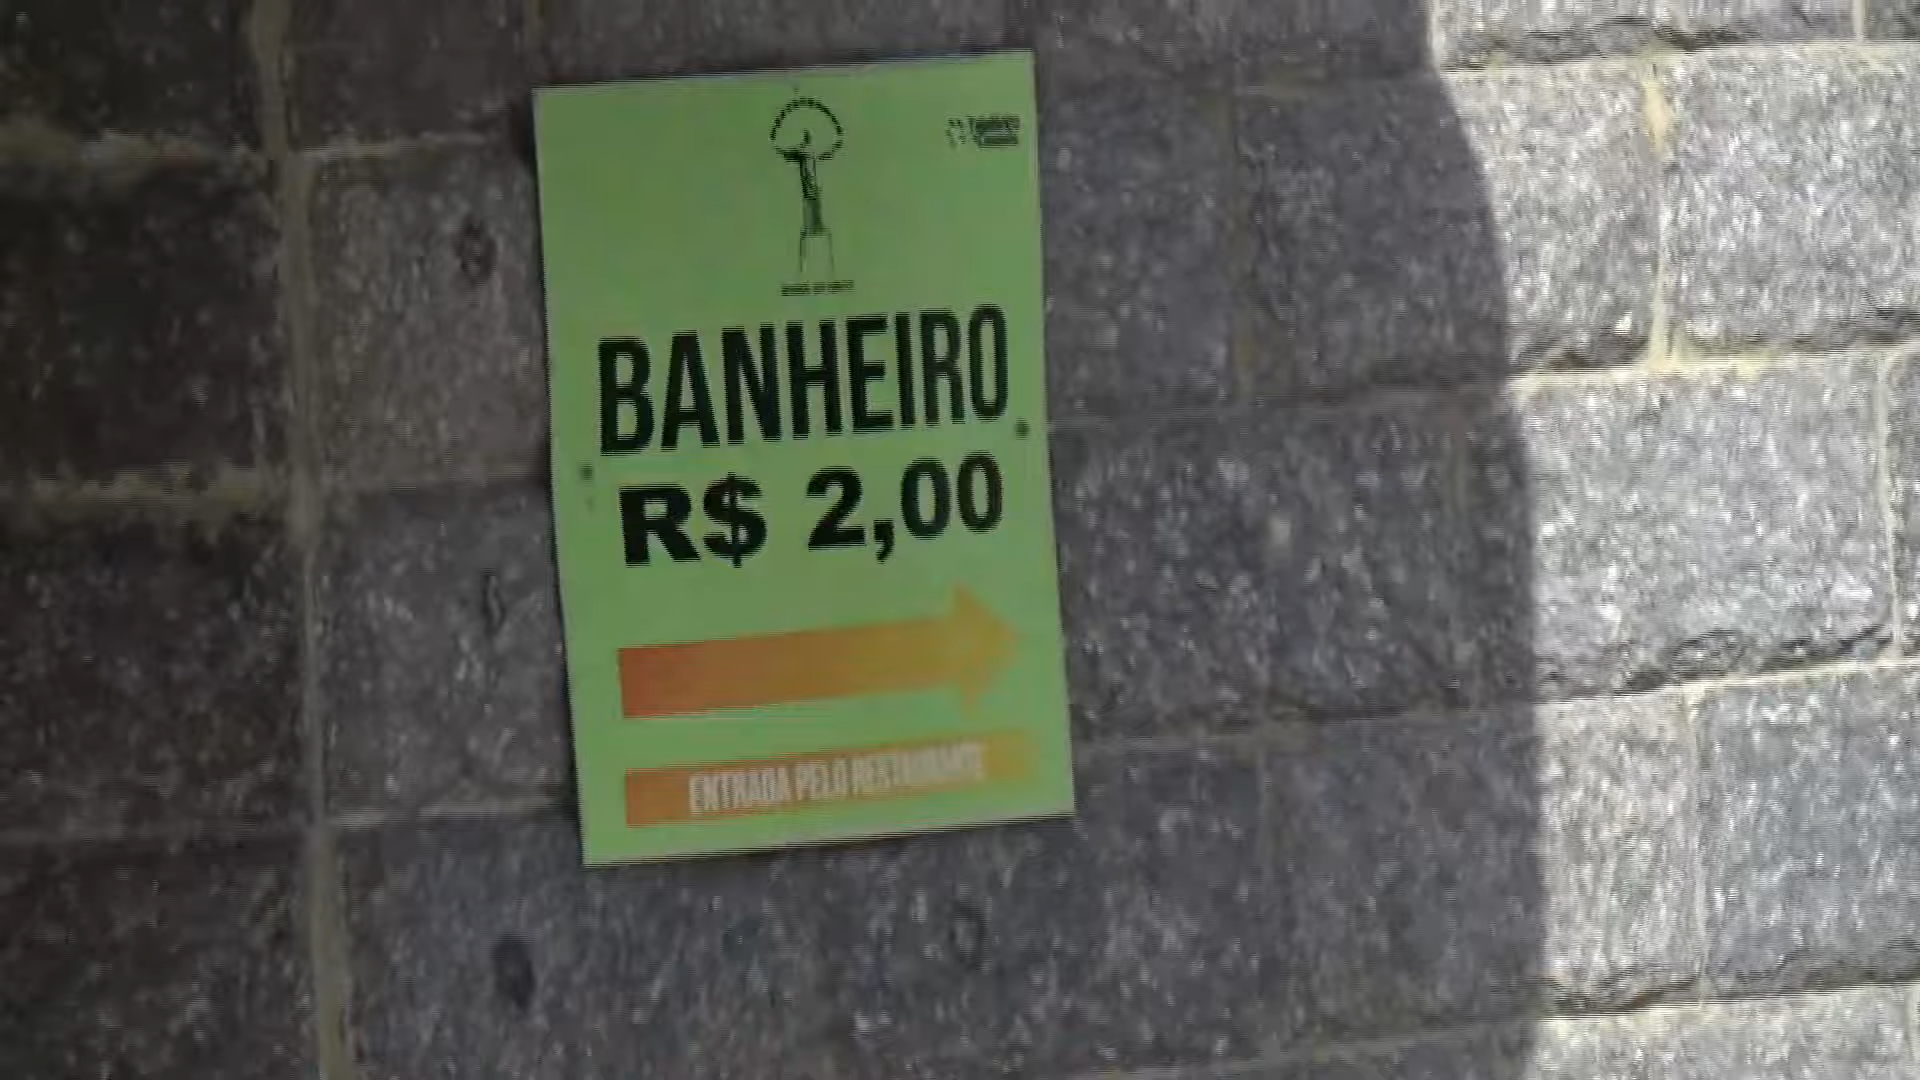 BANHEIRO
R$ 2,00
ENTRADA PELO RESTAURANTE